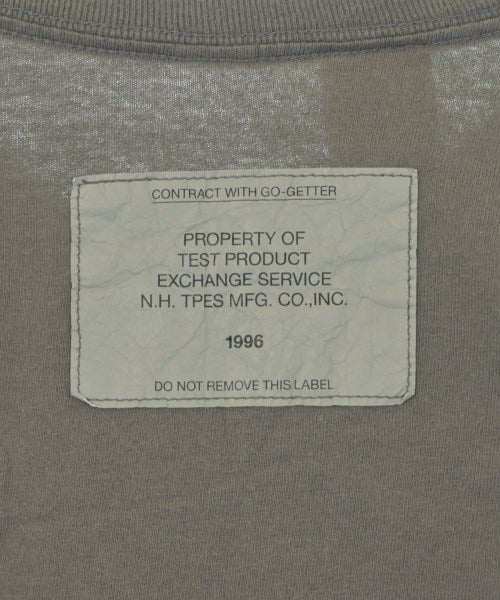 CONTRACT WITH GO-GETTER
PROPERTY OF
TEST PRODUCT
EXCHANGE SERVICE
N.H. TPES MFG. CO.,INC.
1996
DO NOT REMOVE THIS LABEL